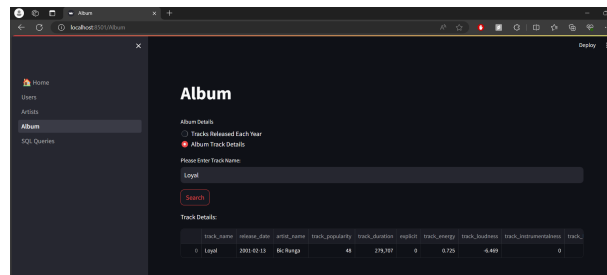 Album
localhost:8501/Album
Deploy
Home
Users
Artists
Album
SQL Queries
Album
Album Details
Tracks Released Each Year
Album Track Details
Please Enter Track Name:
Loyal
Search
Track Details:
track_name release_date artist_name track_popularity track_duration explicit track_energy track_loudness track_instrumentalness track_
0 Loyal 2001-02-13 Bic Runga 48 279,707 0 0.725 -6.469 0